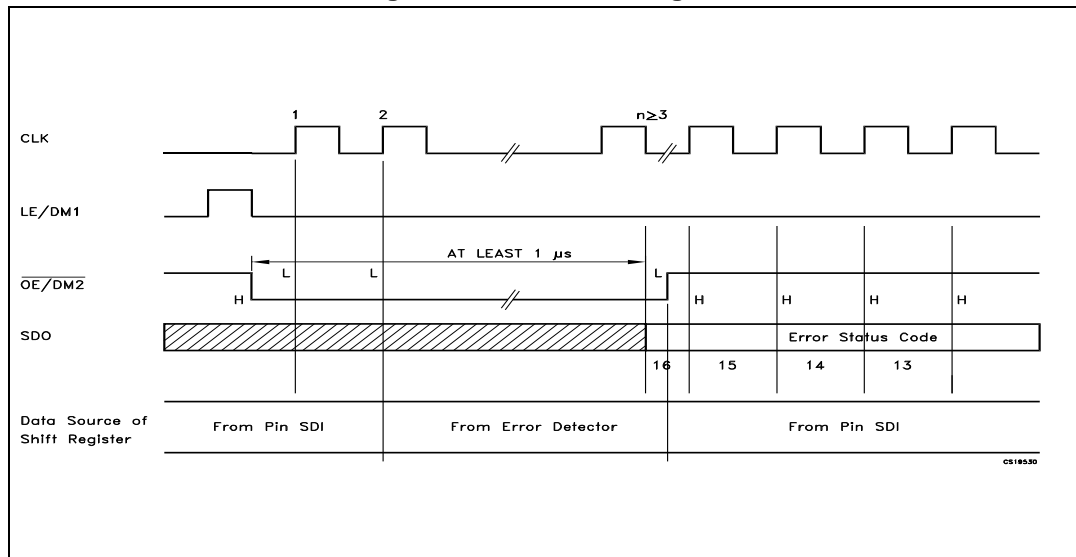 1 2 n≥3
CLK
LE/DM1
AT LEAST 1 µs
L L L
OE/DM2
H H H H H
SDO
Error Status Code
16 15 14 13
Data Source of
Shift Register
From Pin SDI From Error Detector From Pin SDI
CS18530